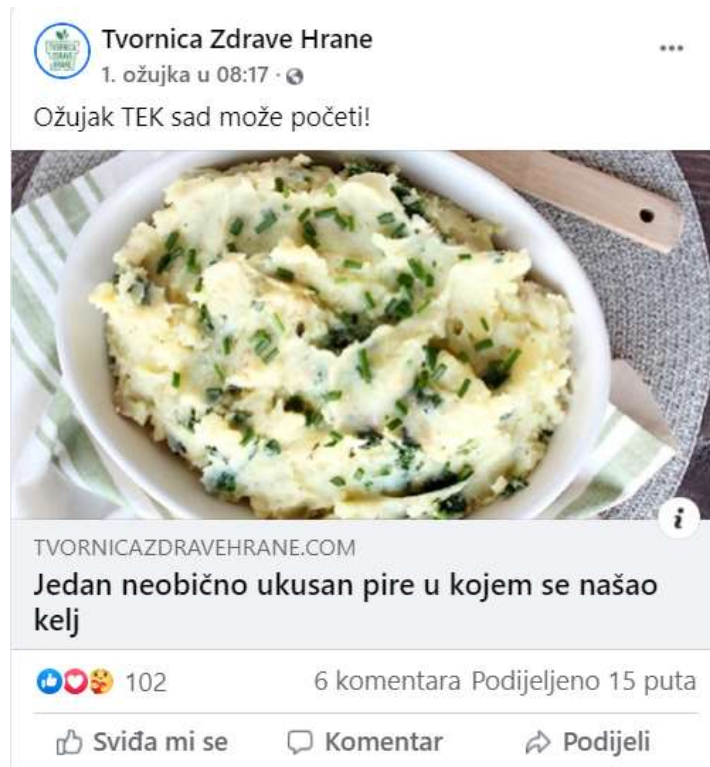 Tvornica Zdrave Hrane
1. ožujka u 08:17 ·
Ožujak TEK sad može početi!
TVORNICAZDRAVEHRANE.COM
Jedan neobično ukusan pire u kojem se našao
kelj
102
6 komentara Podijeljeno 15 puta
Sviđa mi se
Komentar
Podijeli